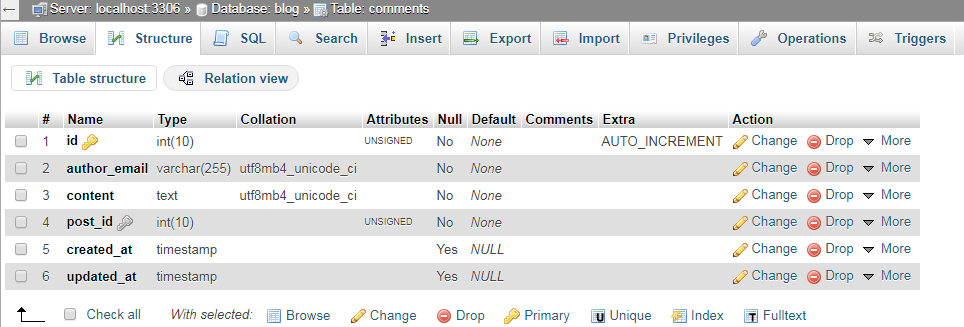 Server: localhost:3306 » Database: blog » Table: comments
Browse Structure SQL Search Insert Export Import Privileges Operations Triggers
Table structure Relation view
# Name Type Collation Attributes Null Default Comments Extra Action
1 id int(10) UNSIGNED No None AUTO_INCREMENT Change Drop More
2 author_email varchar(255) utf8mb4_unicode_ci No None Change Drop More
3 content text utf8mb4_unicode_ci No None Change Drop More
4 post_id int(10) UNSIGNED No None Change Drop More
5 created_at timestamp Yes NULL Change Drop More
6 updated_at timestamp Yes NULL Change Drop More
Check all With selected: Browse Change Drop Primary Unique Index Fulltext